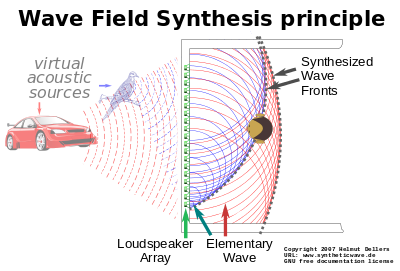 Wave Field Synthesis principle
virtual
acoustic
sources
Synthesized
Wave
Fronts
Loudspeaker
Array
Elementary
Wave
Copyright 2007 Helmut Oellers
URL: www.syntheticwave.de
GNU free documentation license